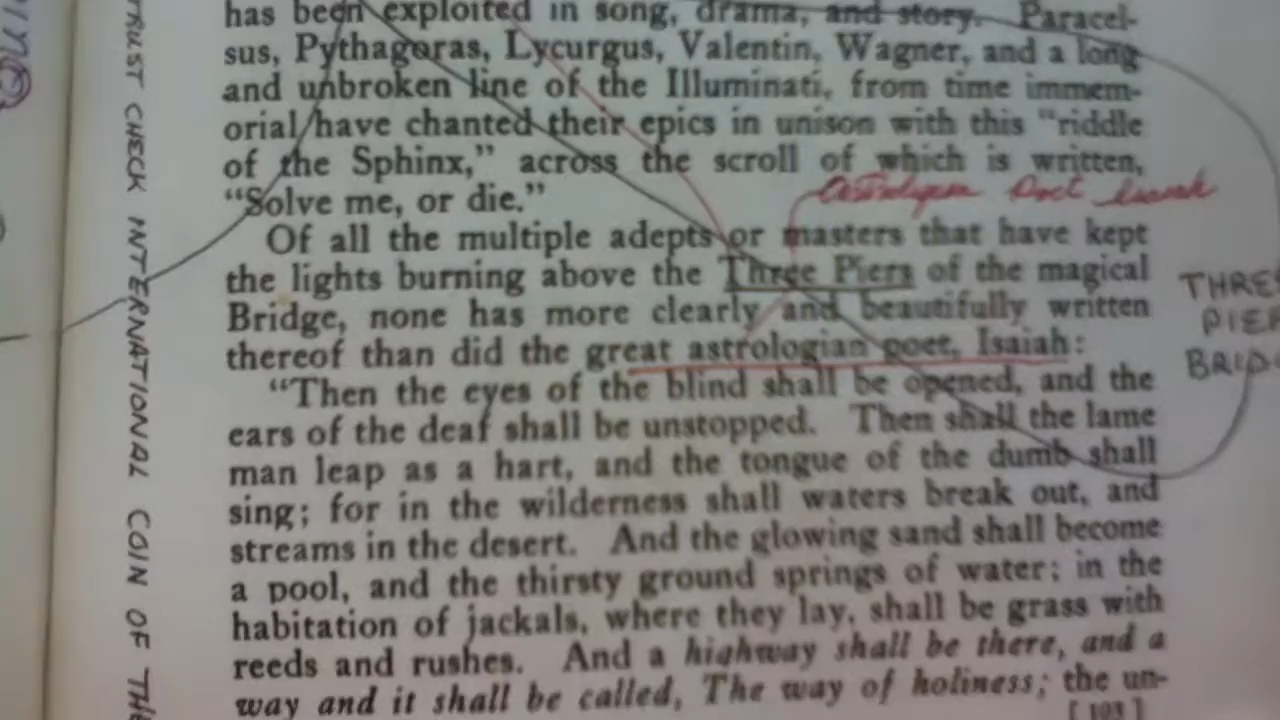 has been exploited in song, drama, and story. Paracel-
sus, Pythagoras, Lycurgus, Valentin, Wagner, and a long
and unbroken line of the Illuminati, from time immem-
orial have chanted their epics in unison with this "riddle
of the Sphinx," across the scroll of which is written,
"Solve me, or die."
Astrologian Poet Isaiah
Of all the multiple adepts or masters that have kept
the lights burning above the Three Piers of the magical
Bridge, none has more clearly and beautifully written
thereof than did the great astrologian poet, Isaiah:
"Then the eyes of the blind shall be opened, and the
ears of the deaf shall be unstopped. Then shall the lame
man leap as a hart, and the tongue of the dumb shall
sing; for in the wilderness shall waters break out, and
streams in the desert. And the glowing sand shall become
a pool, and the thirsty ground springs of water; in the
habitation of jackals, where they lay, shall be grass with
reeds and rushes. And a highway shall be there, and a
way and it shall be called, The way of holiness; the un-
[ 193 ]
THREE
PIER
BRIDG
TRUST CHECK INTERNATIONAL COIN OF THE